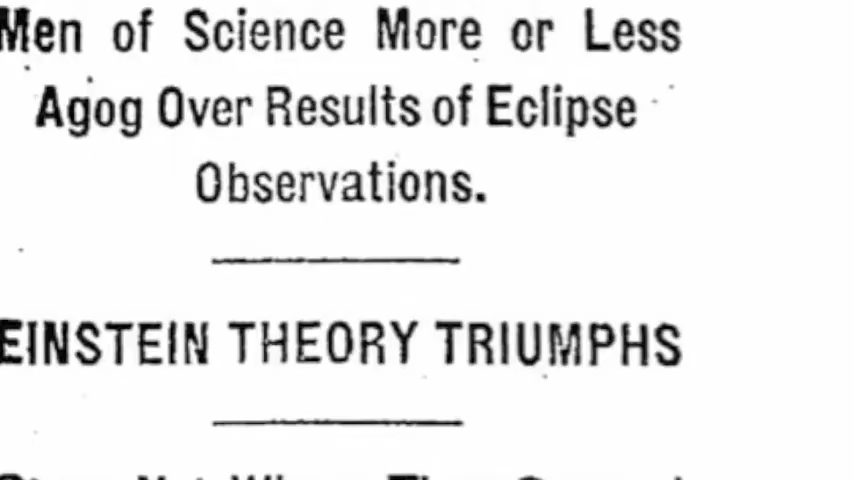 Men of Science More or Less
Agog Over Results of Eclipse
Observations.
EINSTEIN THEORY TRIUMPHS